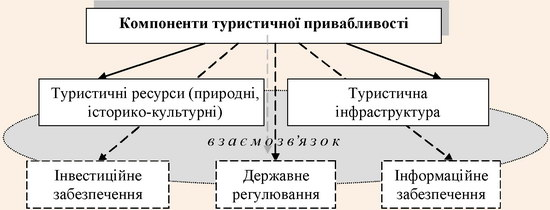 Компоненти туристичної привабливості
Туристичні ресурси (природні,
історико-культурні)
Туристична
інфраструктура
взаємозв’язок
Інвестиційне
забезпечення
Державне
регулювання
Інформаційне
забезпечення